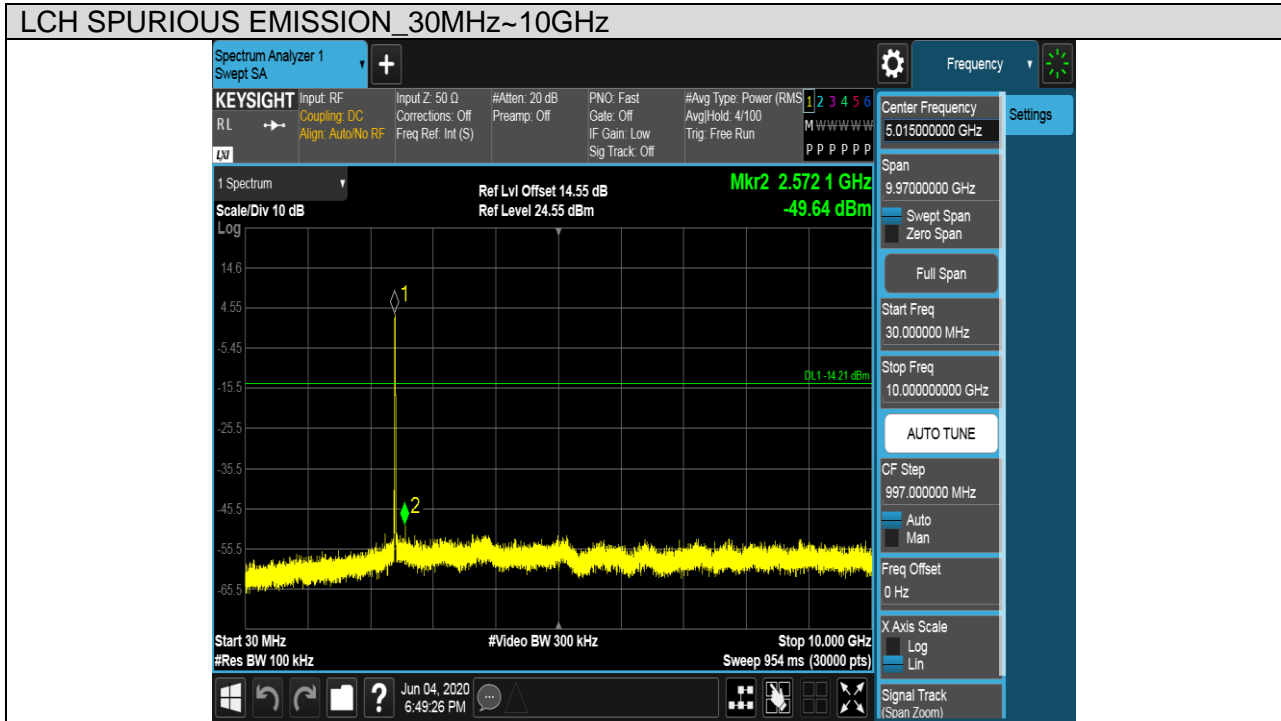 LCH SPURIOUS EMISSION_30MHz~10GHz
Spectrum Analyzer 1
Swept SA
Frequency
KEYSIGHT
RL
LXI
Input: RF
Coupling: DC
Align: Auto/No RF
Input Z: 50 Ω
Corrections: Off
Freq Ref: Int (S)
#Atten: 20 dB
Preamp: Off
PNO: Fast
Gate: Off
IF Gain: Low
Sig Track: Off
#Avg Type: Power (RMS
Avg|Hold: 4/100
Trig: Free Run
1 2 3 4 5 6
M W W W W W
P P P P P P
1 Spectrum
Scale/Div 10 dB
Ref Lvl Offset 14.55 dB
Ref Level 24.55 dBm
Mkr2 2.572 1 GHz
-49.64 dBm
Log
14.6
4.55
-5.45
-15.5
-25.5
-35.5
-45.5
-55.5
-65.5
1
2
DL1 -14.21 dBm
Start 30 MHz
#Res BW 100 kHz
#Video BW 300 kHz
Stop 10.000 GHz
Sweep 954 ms (30000 pts)
Center Frequency
5.015000000 GHz
Settings
Span
9.97000000 GHz
Swept Span
Zero Span
Full Span
Start Freq
30.000000 MHz
Stop Freq
10.000000000 GHz
AUTO TUNE
CF Step
997.000000 MHz
Auto
Man
Freq Offset
0 Hz
X Axis Scale
Log
Lin
Signal Track
(Span Zoom)
?
Jun 04, 2020
6:49:26 PM